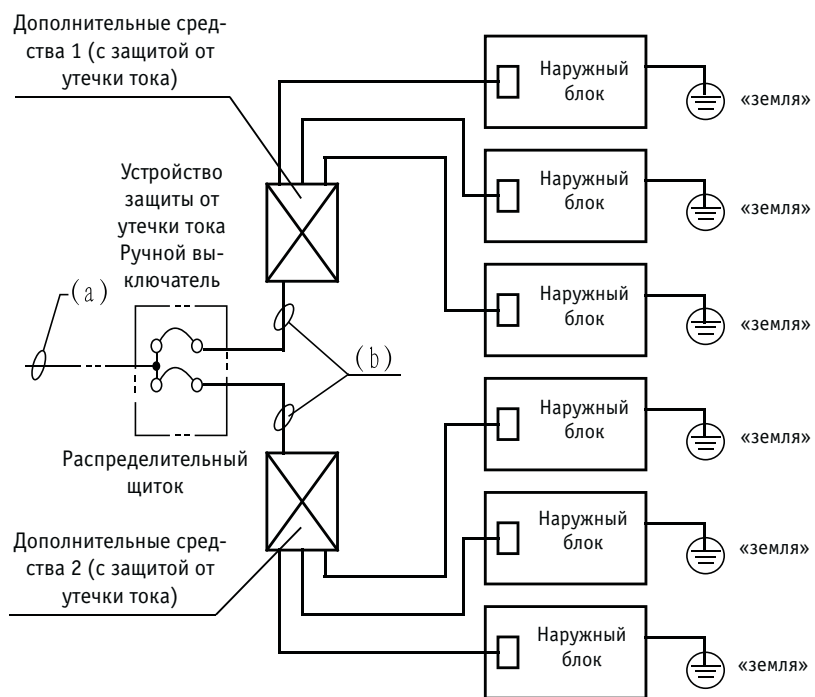 Дополнительные сред-
ства 1 (с защитой от
утечки тока)
Наружный
блок
«земля»
Наружный
блок
«земля»
Устройство
защиты от
утечки тока
Ручной вы-
ключатель
(a)
Наружный
блок
«земля»
(b)
Наружный
блок
«земля»
Распределительный
щиток
Наружный
блок
«земля»
Дополнительные сред-
ства 2 (с защитой от
утечки тока)
Наружный
блок
«земля»